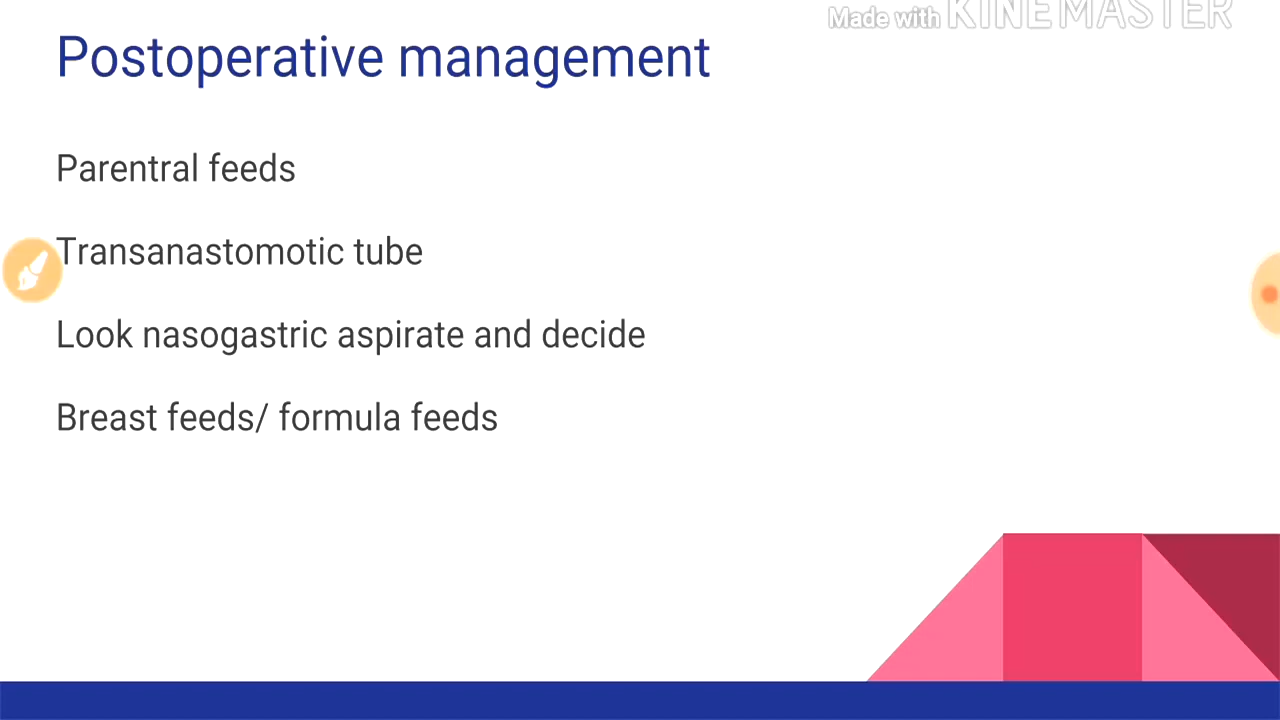 Made with KINEMASTER
Postoperative management
Parentral feeds
Transanastomotic tube
Look nasogastric aspirate and decide
Breast feeds/ formula feeds